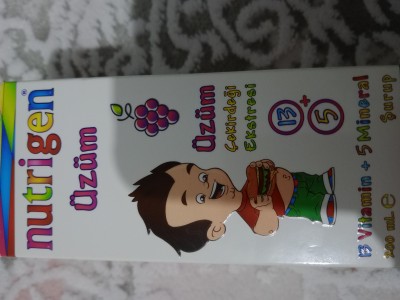 nutrigen
Üzüm
Üzüm
Çekirdeği
Ekstresi
13 + 5
13 Vitamin + 5 Mineral
Şurup
200 mL e